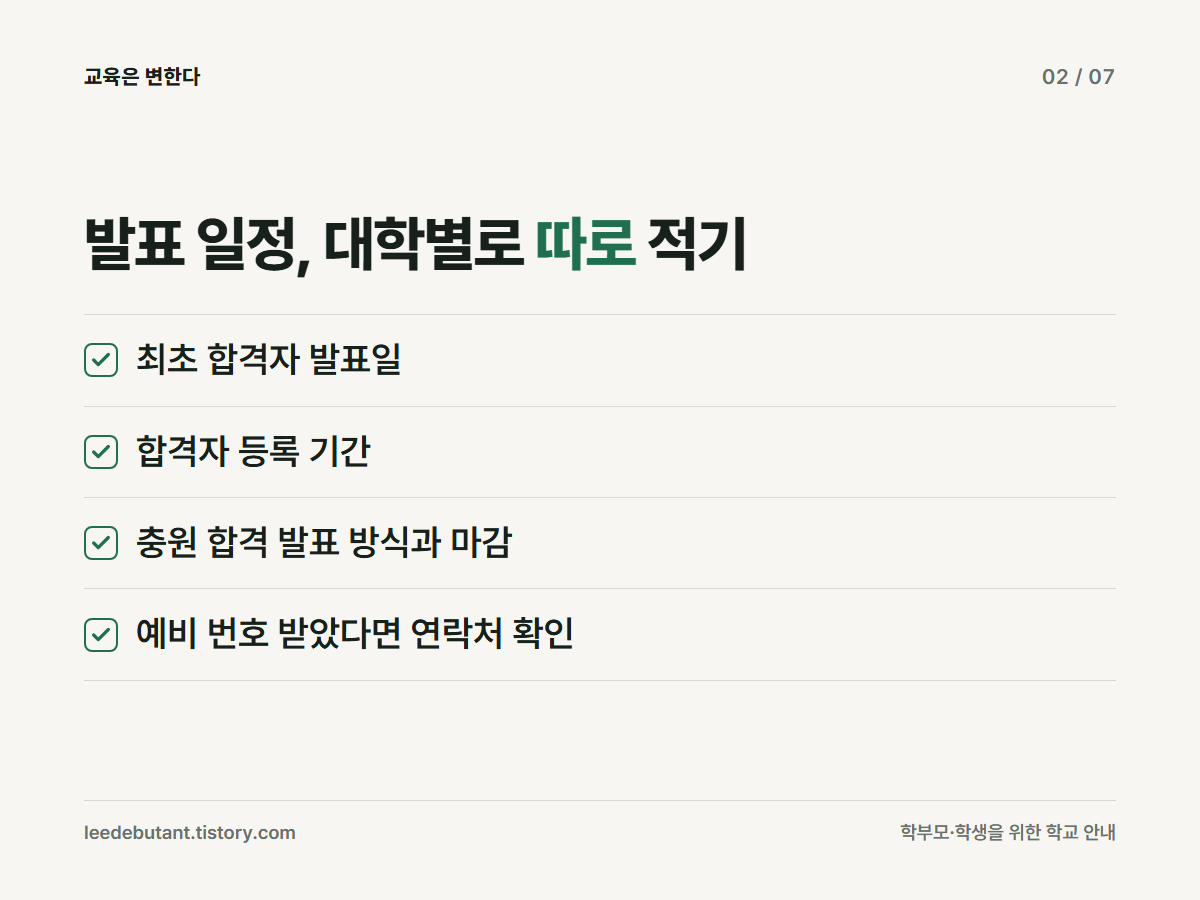 교육은 변한다
02 / 07
발표 일정, 대학별로 따로 적기
최초 합격자 발표일
합격자 등록 기간
충원 합격 발표 방식과 마감
예비 번호 받았다면 연락처 확인
leedebutant.tistory.com
학부모·학생을 위한 학교 안내